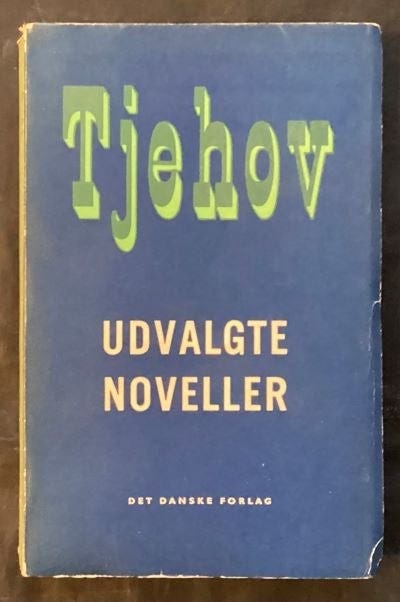 Tjehov
UDVALGTE
NOVELLER
DET DANSKE FORLAG